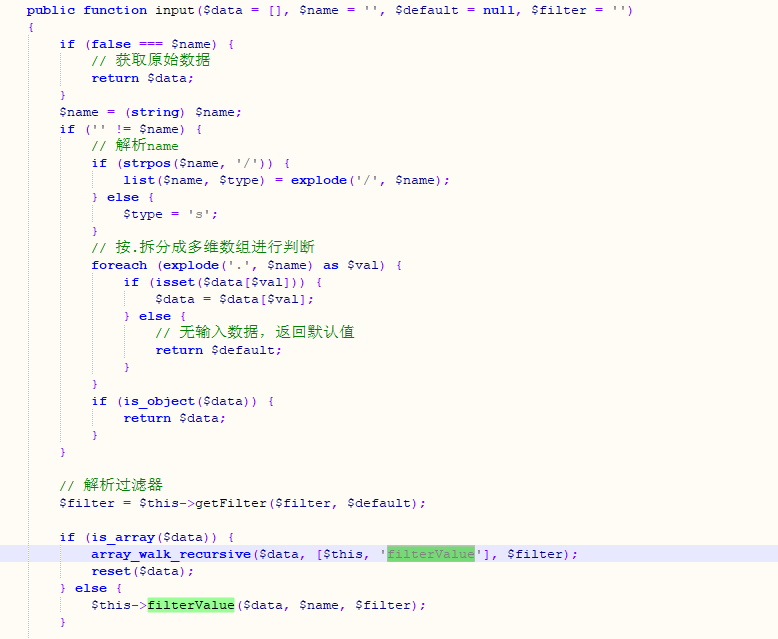 public function input($data = [], $name = '', $default = null, $filter = '')
{
if (false === $name) {
// 获取原始数据
return $data;
}
$name = (string) $name;
if ('' != $name) {
// 解析name
if (strpos($name, '/')) {
list($name, $type) = explode('/', $name);
} else {
$type = 's';
}
// 按.拆分成多维数组进行判断
foreach (explode('.', $name) as $val) {
if (isset($data[$val])) {
$data = $data[$val];
} else {
// 无输入数据，返回默认值
return $default;
}
}
if (is_object($data)) {
return $data;
}
}
// 解析过滤器
$filter = $this->getFilter($filter, $default);
if (is_array($data)) {
array_walk_recursive($data, [$this, 'filterValue'], $filter);
reset($data);
} else {
$this->filterValue($data, $name, $filter);
}